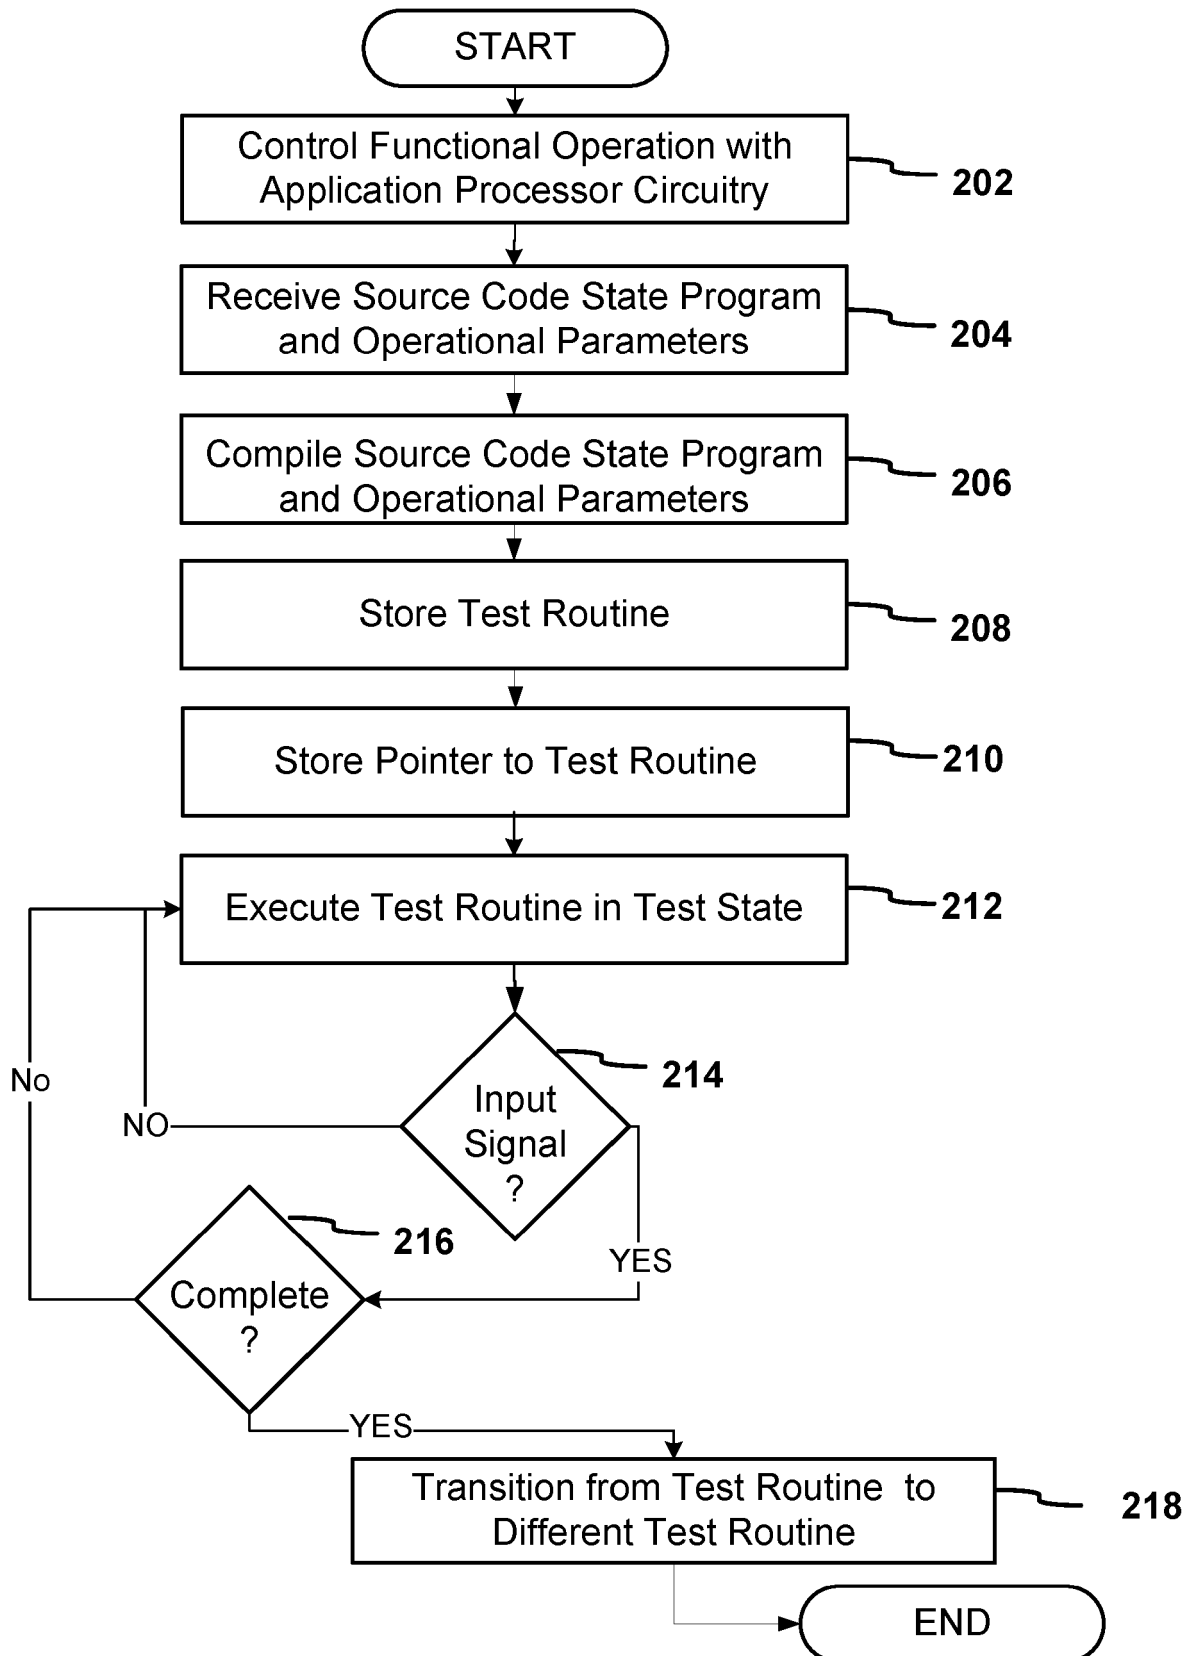 START
Control Functional Operation with
Application Processor Circuitry
202
Receive Source Code State Program
and Operational Parameters
204
Compile Source Code State Program
and Operational Parameters
206
Store Test Routine
208
Store Pointer to Test Routine
210
Execute Test Routine in Test State
212
Input
Signal
?
214
No
NO
YES
Complete
?
216
YES
Transition from Test Routine to
Different Test Routine
218
END